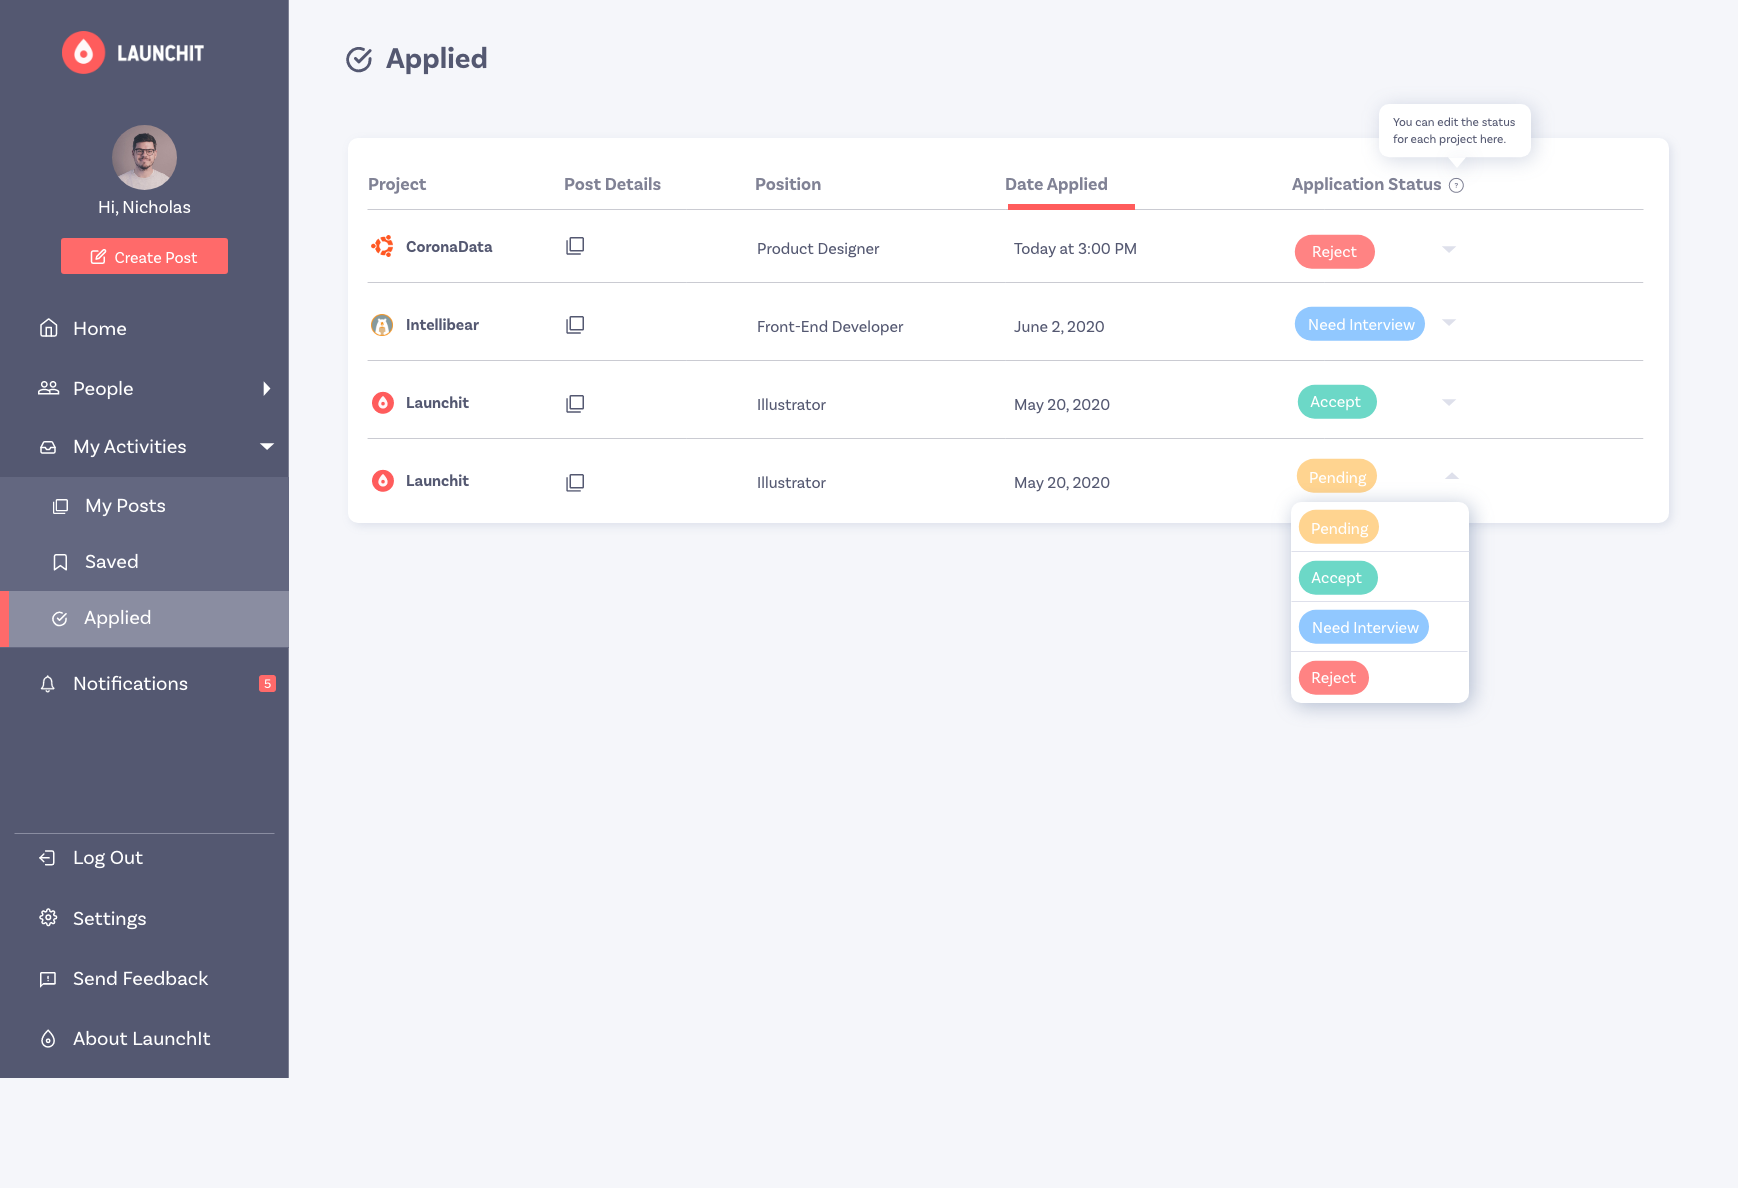 LAUNCHIT
Hi, Nicholas
Create Post
Home
People
My Activities
My Posts
Saved
Applied
Notifications 5
Log Out
Settings
Send Feedback
About LaunchIt
Applied
You can edit the status
for each project here.
Project Post Details Position Date Applied Application Status ?
CoronaData Product Designer Today at 3:00 PM Reject
Intellibear Front-End Developer June 2, 2020 Need Interview
Launchit Illustrator May 20, 2020 Accept
Launchit Illustrator May 20, 2020 Pending
Pending
Accept
Need Interview
Reject